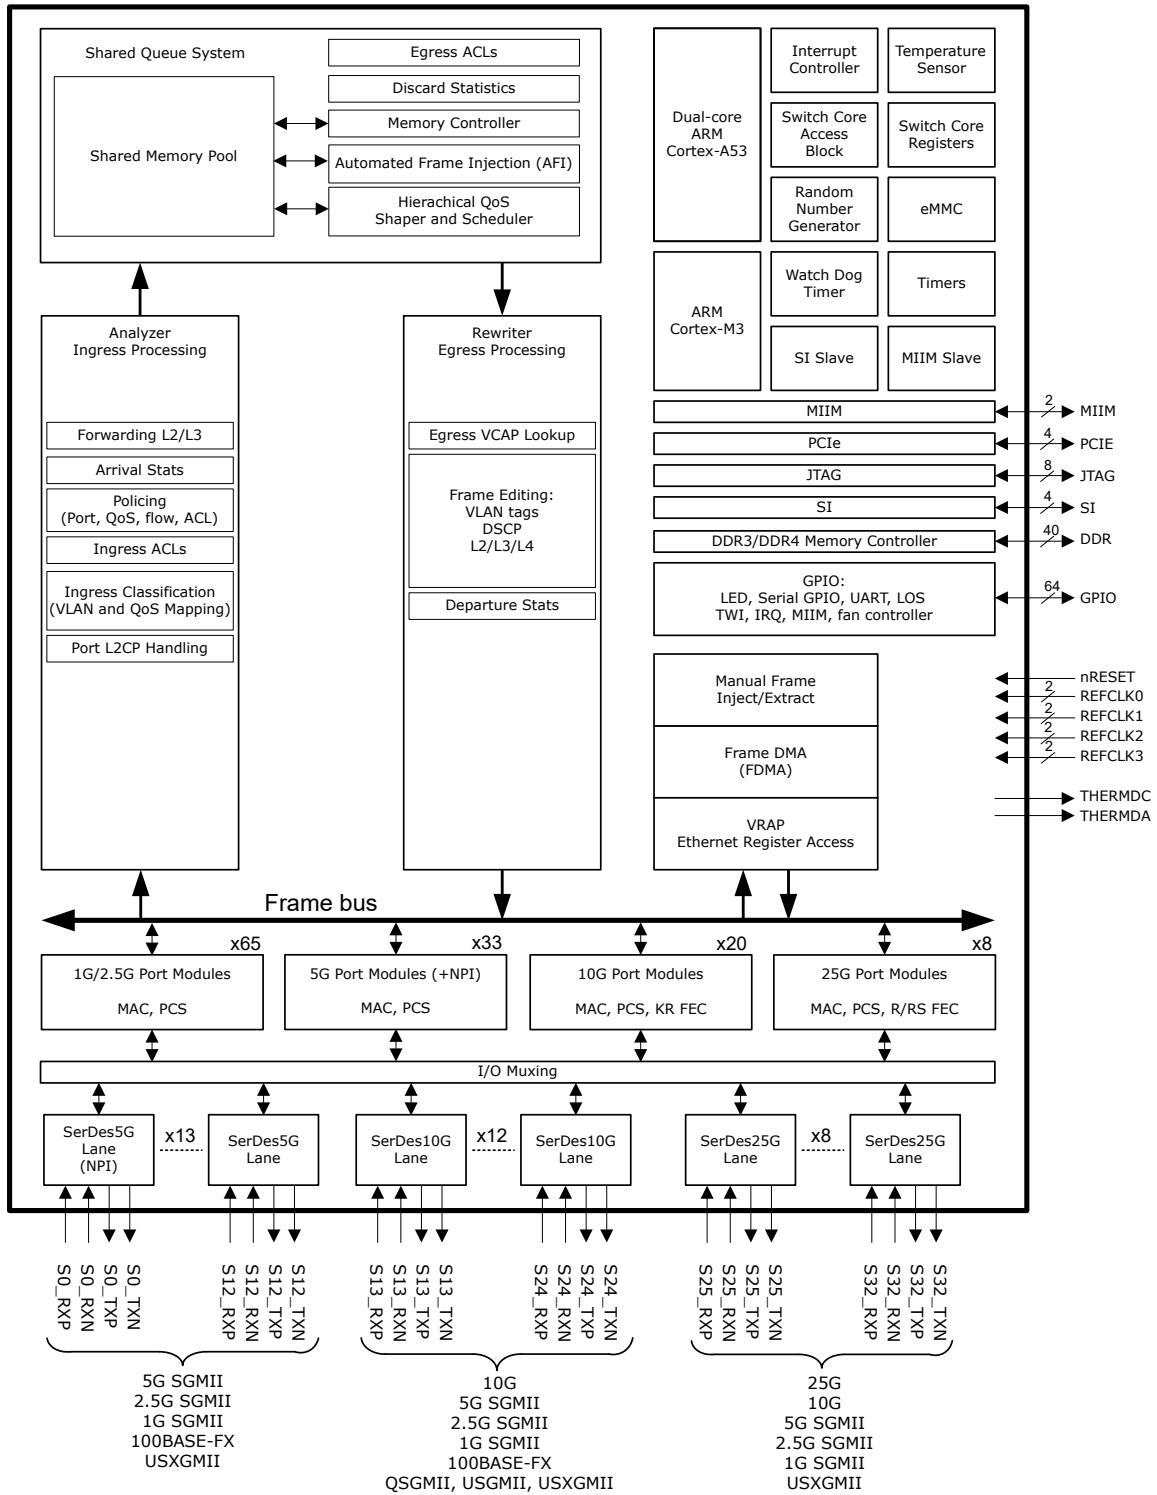 Shared Queue System
Shared Memory Pool
Egress ACLs
Discard Statistics
Memory Controller
Automated Frame Injection (AFI)
Hierachical QoS
Shaper and Scheduler
Dual-core
ARM
Cortex-A53
Interrupt
Controller
Temperature
Sensor
Switch Core
Access
Block
Switch Core
Registers
Random
Number
Generator
eMMC
ARM
Cortex-M3
Watch Dog
Timer
Timers
SI Slave
MIIM Slave
Analyzer
Ingress Processing
Forwarding L2/L3
Arrival Stats
Policing
(Port, QoS, flow, ACL)
Ingress ACLs
Ingress Classification
(VLAN and QoS Mapping)
Port L2CP Handling
Rewriter
Egress Processing
Egress VCAP Lookup
Frame Editing:
VLAN tags
DSCP
L2/L3/L4
Departure Stats
MIIM
2
MIIM
PCIe
4
PCIE
JTAG
8
JTAG
SI
4
SI
DDR3/DDR4 Memory Controller
40
DDR
GPIO:
LED, Serial GPIO, UART, LOS
TWI, IRQ, MIIM, fan controller
64
GPIO
Manual Frame
Inject/Extract
Frame DMA
(FDMA)
VRAP
Ethernet Register Access
nRESET
2
REFCLK0
2
REFCLK1
2
REFCLK2
2
REFCLK3
THERMDC
THERMDA
Frame bus
x65
x33
x20
x8
1G/2.5G Port Modules
MAC, PCS
5G Port Modules (+NPI)
MAC, PCS
10G Port Modules
MAC, PCS, KR FEC
25G Port Modules
MAC, PCS, R/RS FEC
I/O Muxing
SerDes5G
Lane
(NPI)
x13
SerDes5G
Lane
SerDes10G
Lane
x12
SerDes10G
Lane
SerDes25G
Lane
x8
SerDes25G
Lane
S0_RXP
S0_RXN
S0_TXP
S0_TXN
S12_RXP
S12_RXN
S12_TXP
S12_TXN
S13_RXP
S13_RXN
S13_TXP
S13_TXN
S24_RXP
S24_RXN
S24_TXP
S24_TXN
S25_RXP
S25_RXN
S25_TXP
S25_TXN
S32_RXP
S32_RXN
S32_TXP
S32_TXN
5G SGMII
2.5G SGMII
1G SGMII
100BASE-FX
USXGMII
10G
5G SGMII
2.5G SGMII
1G SGMII
100BASE-FX
QSGMII, USGMII, USXGMII
25G
10G
5G SGMII
2.5G SGMII
1G SGMII
USXGMII